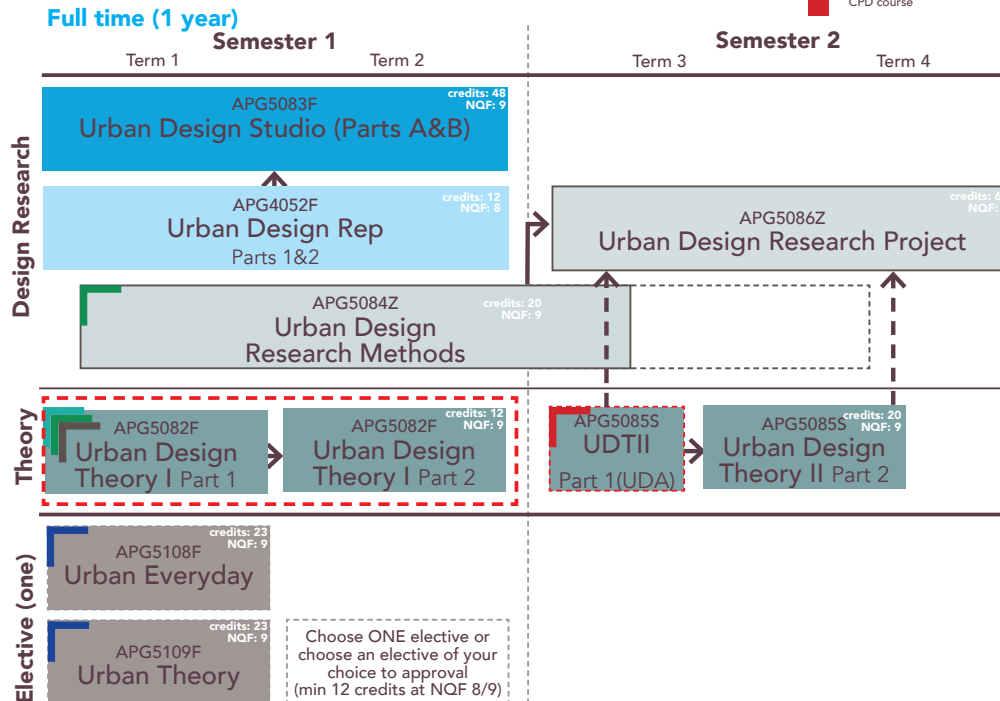 CPD course
Full time (1 year)
Semester 1
Semester 2
Term 1
Term 2
Term 3
Term 4
Design Research
credits: 48
NQF: 9
APG5083F
Urban Design Studio (Parts A&B)
credits: 12
NQF: 8
APG4052F
Urban Design Rep
Parts 1&2
credits: 6
NQF:
APG5086Z
Urban Design Research Project
APG5084Z
credits: 20
NQF: 9
Urban Design
Research Methods
Theory
APG5082F
Urban Design
Theory I Part 1
credits: 12
NQF: 9
APG5082F
Urban Design
Theory I Part 2
APG5085S
UDTII
Part 1(UDA)
credits: 20
NQF: 9
APG5085S
Urban Design
Theory II Part 2
Elective (one)
credits: 23
NQF: 9
APG5108F
Urban Everyday
credits: 23
NQF: 9
APG5109F
Urban Theory
Choose ONE elective or
choose an elective of your
choice to approval
(min 12 credits at NQF 8/9)